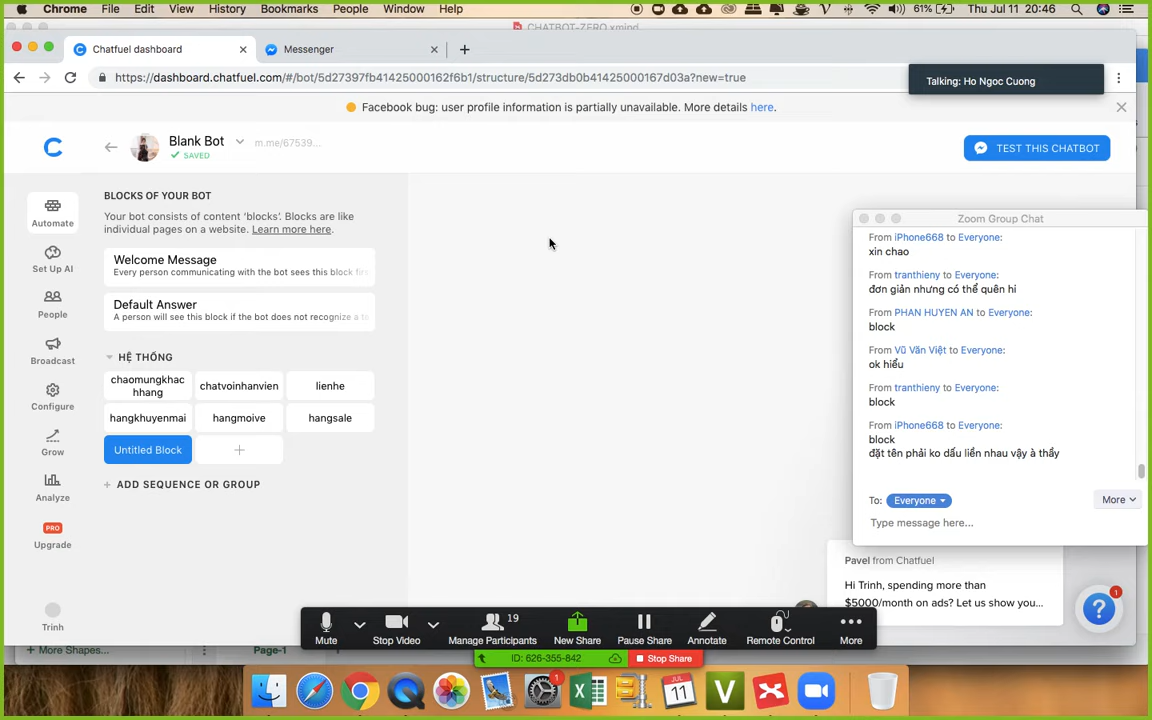 Chrome File Edit View History Bookmarks People Window Help 61% Thu Jul 11 20:46
CHATBOT-ZERO.xmind
Chatfuel dashboard
Messenger
https://dashboard.chatfuel.com/#/bot/5d27397fb41425000162f6b1/structure/5d273db0b41425000167d03a?new=true
Talking: Ho Ngoc Cuong
Facebook bug: user profile information is partially unavailable. More details here.
Blank Bot
m.me/67539...
SAVED
TEST THIS CHATBOT
Automate
Set Up AI
People
Broadcast
Configure
Grow
Analyze
PRO
Upgrade
Trinh
BLOCKS OF YOUR BOT
Your bot consists of content 'blocks'. Blocks are
like individual pages on a website. Learn more here.
Welcome Message
Every person communicating with the bot sees this block
Default Answer
A person will see this block if the bot does not recognize a
HỆ THỐNG
chaomungkhac
hhang
chatvoinhanvien
lienhe
hangkhuyenmai
hangmoive
hangsale
Untitled Block
+
+ ADD SEQUENCE OR GROUP
Zoom Group Chat
From iPhone668 to Everyone:
xin chao
From tranthieny to Everyone:
đơn giản nhưng có thể quên hi
From PHAN HUYEN AN to Everyone:
block
From Vũ Văn Việt to Everyone:
ok hiểu
From tranthieny to Everyone:
block
From iPhone668 to Everyone:
block
đặt tên phải ko dấu liền nhau vậy à thầy
To: Everyone
More
Type message here...
Pavel from Chatfuel
Hi Trinh, spending more than
$5000/month on ads? Let us show you...
1
?
Mute
Stop Video
19
Manage Participants
New Share
Pause Share
Annotate
Remote Control
More
ID: 626-355-842
Stop Share
+ More Shapes...
Page-1
1
JUL
11